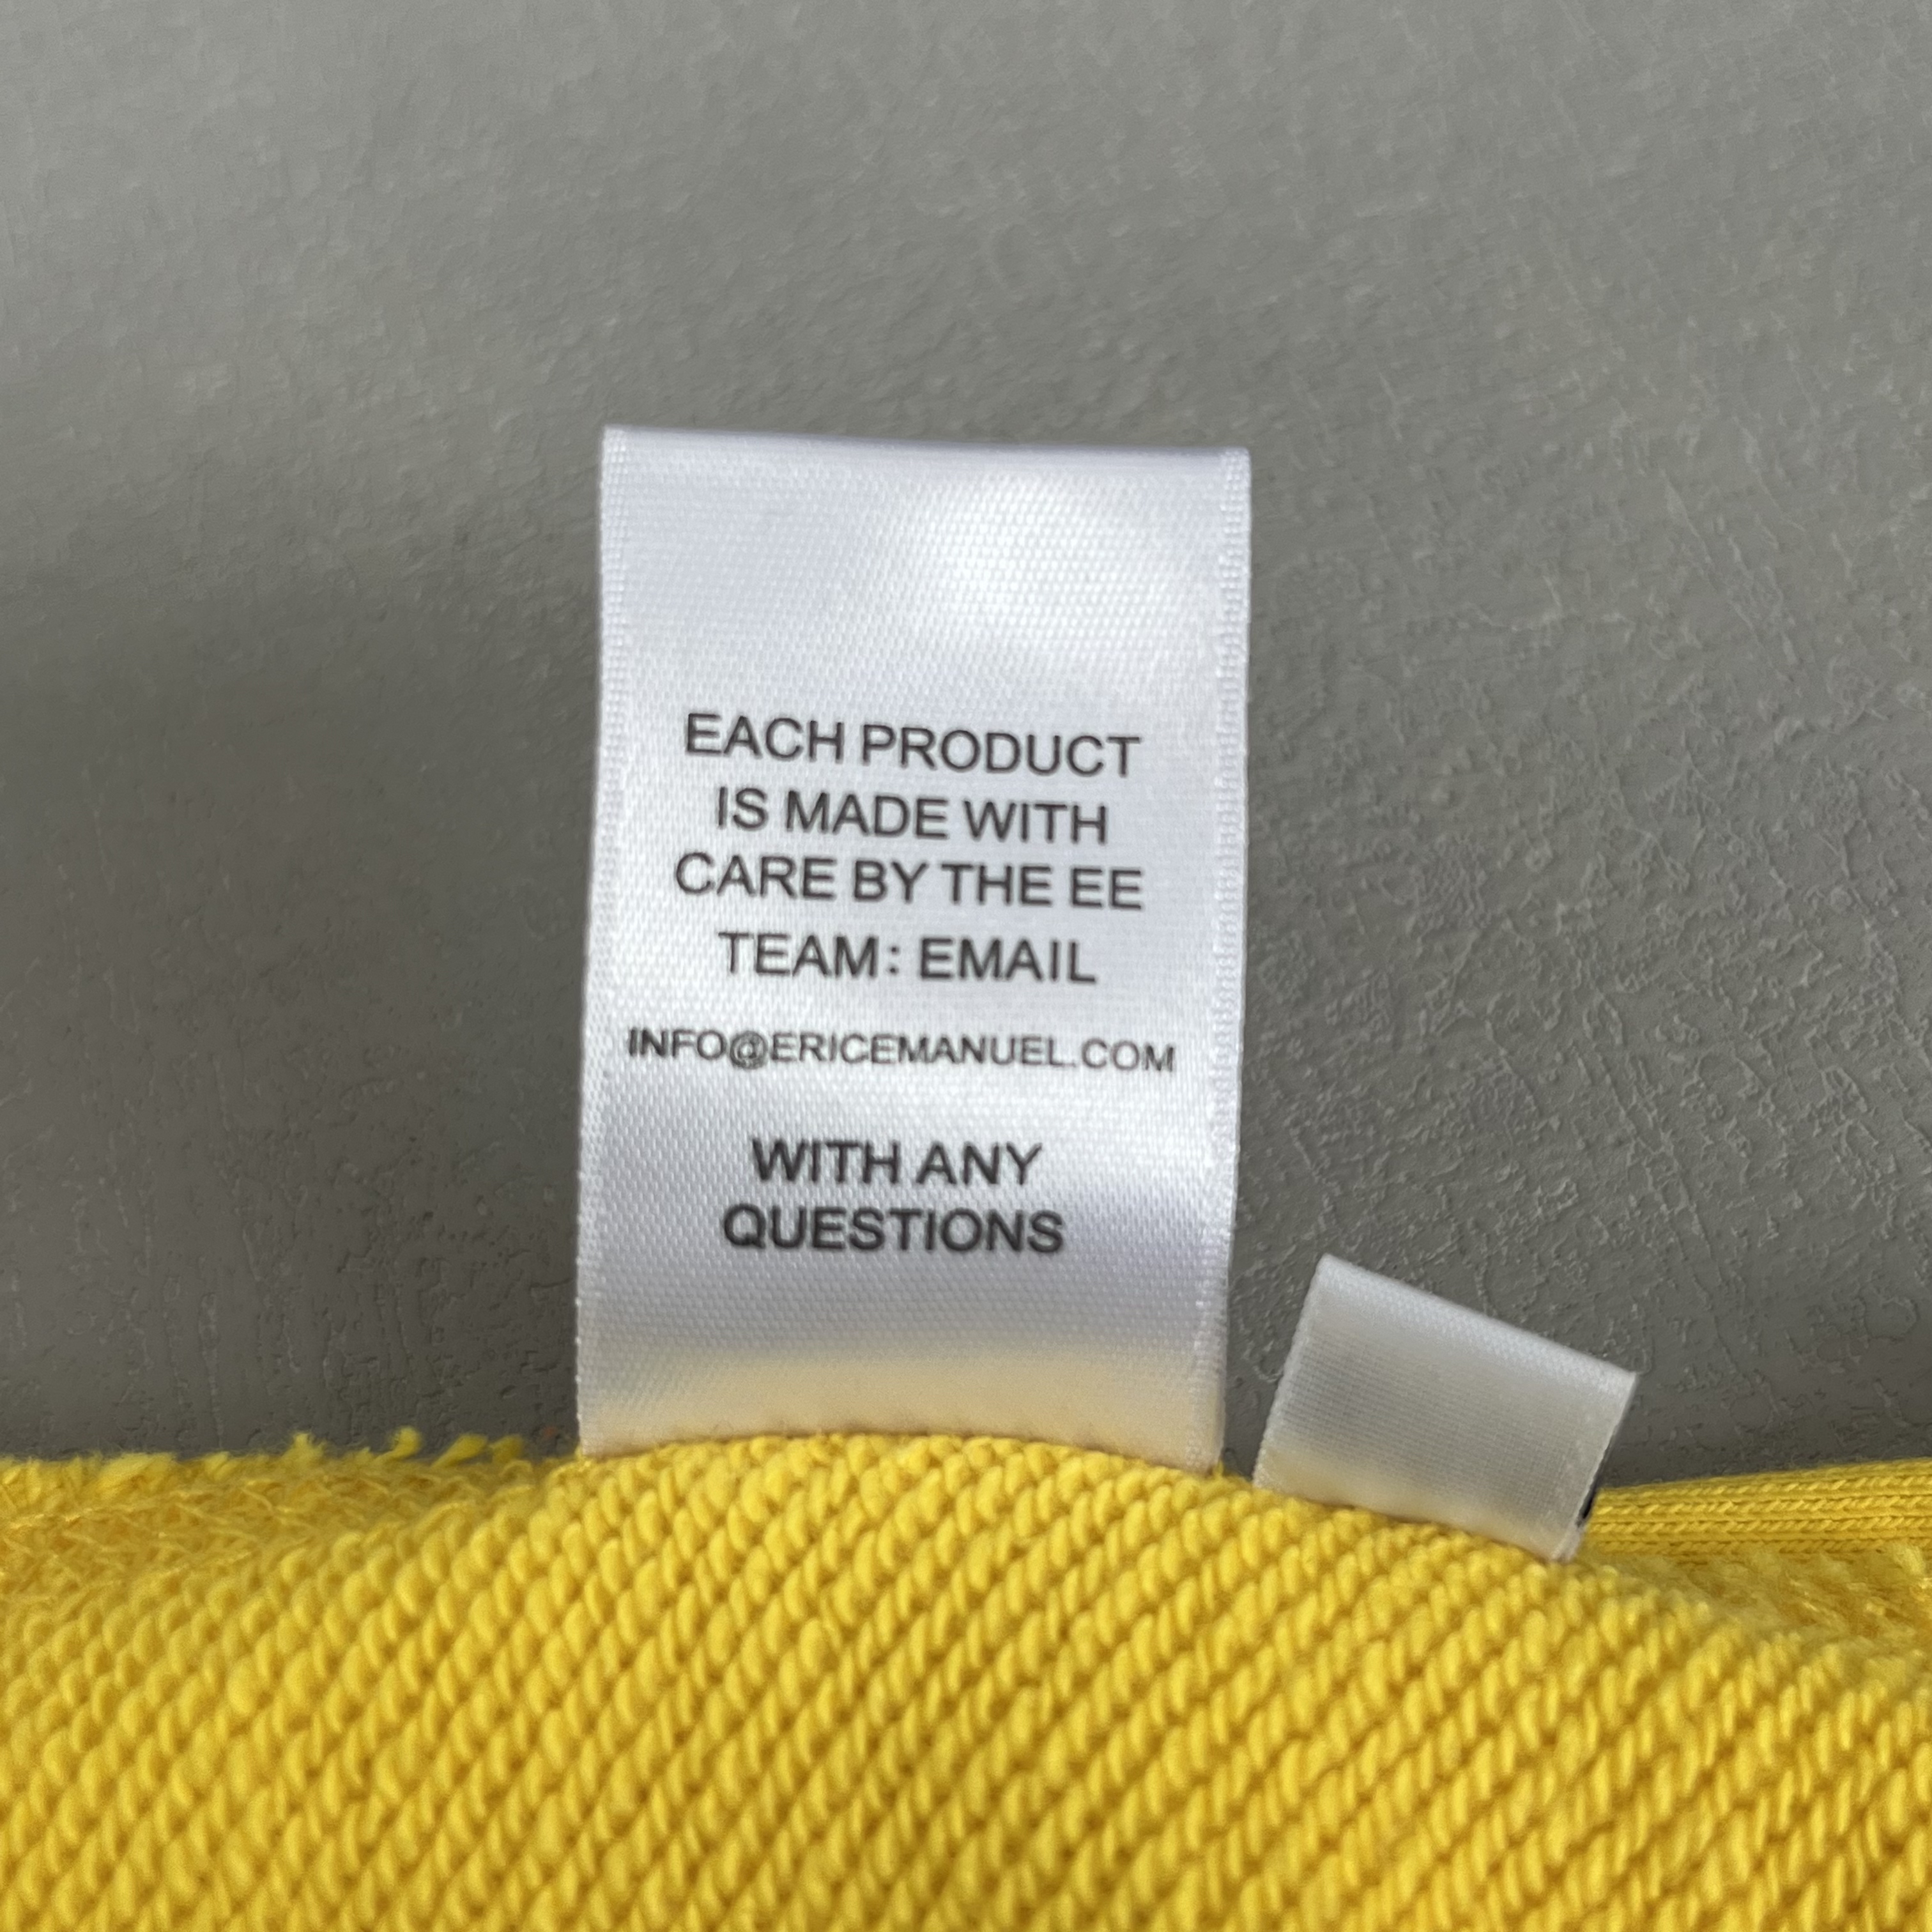 EACH PRODUCT
IS MADE WITH
CARE BY THE EE
TEAM: EMAIL
INFO@ERICEMANUEL.COM
WITH ANY
QUESTIONS